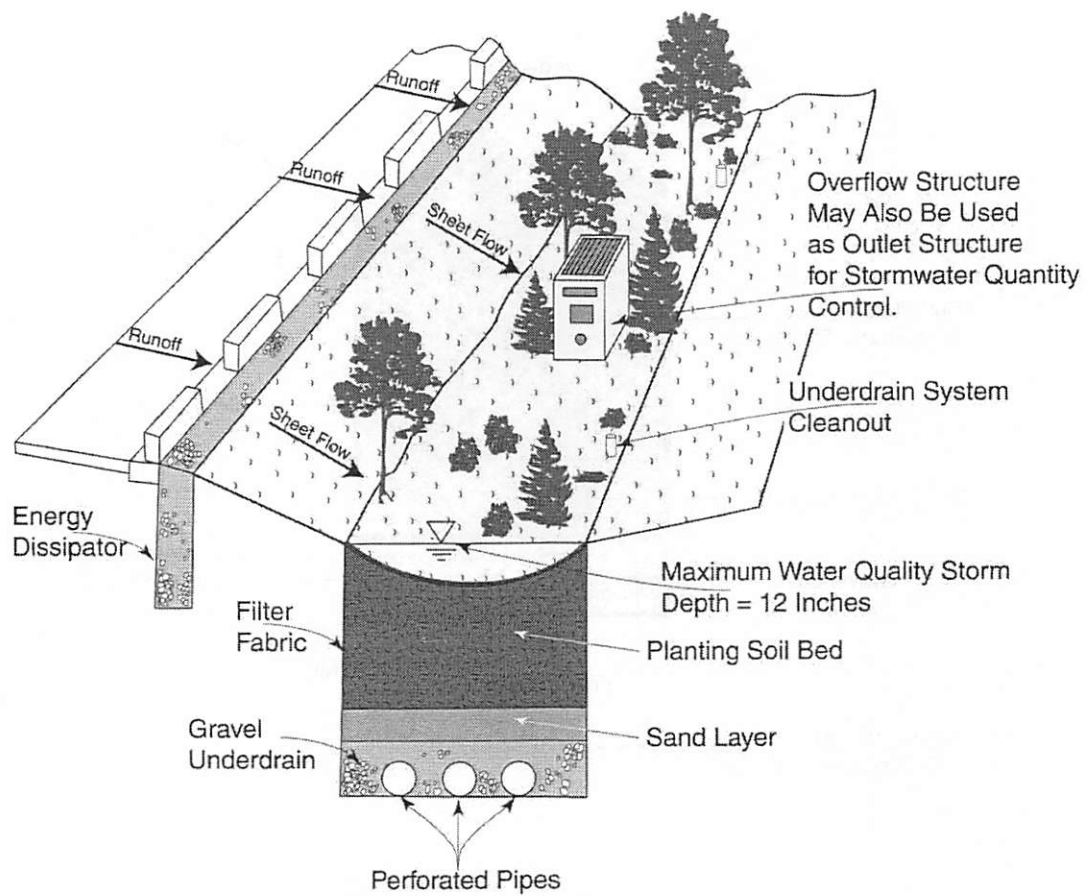 Runoff
Runoff
Runoff
Sheet Flow
Sheet Flow
Overflow Structure
May Also Be Used
as Outlet Structure
for Stormwater Quantity
Control.
Underdrain System
Cleanout
Energy
Dissipator
Maximum Water Quality Storm
Depth = 12 Inches
Filter
Fabric
Planting Soil Bed
Gravel
Underdrain
Sand Layer
Perforated Pipes